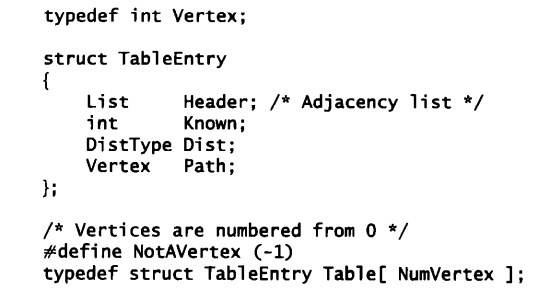 typedef int Vertex;
struct TableEntry
{
List Header; /* Adjacency list */
int Known;
DistType Dist;
Vertex Path;
};
/* Vertices are numbered from 0 */
#define NotAVertex (-1)
typedef struct TableEntry Table[ NumVertex ];